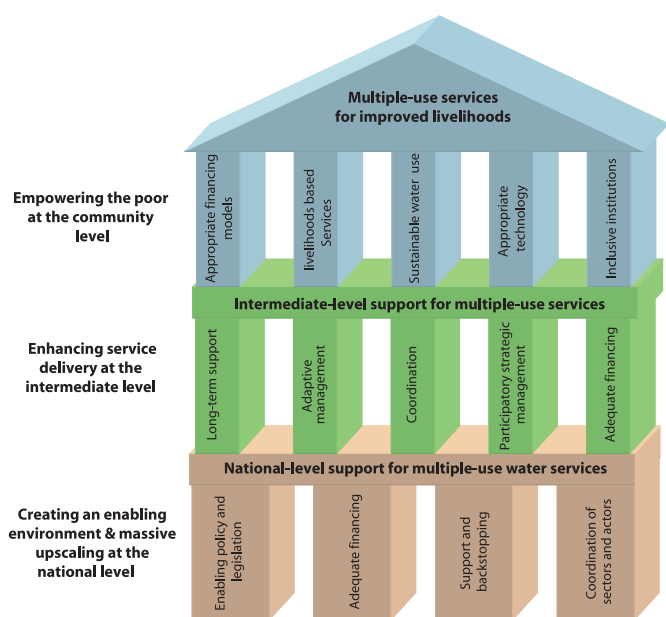 Multiple-use services
for improved livelihoods
Empowering the poor
at the community
level
Appropriate financing
models
livelihoods based
Services
Sustainable water use
Appropriate
technology
Inclusive institutions
Intermediate-level support for multiple-use services
Enhancing service
delivery at the
intermediate level
Long-term support
Adaptive
management
Coordination
Participatory strategic
management
Adequate financing
National-level support for multiple-use water services
Creating an enabling
environment & massive
upscaling at the
national level
Enabling policy and
legislation
Adequate financing
Support and
backstopping
Coordination of
sectors and actors